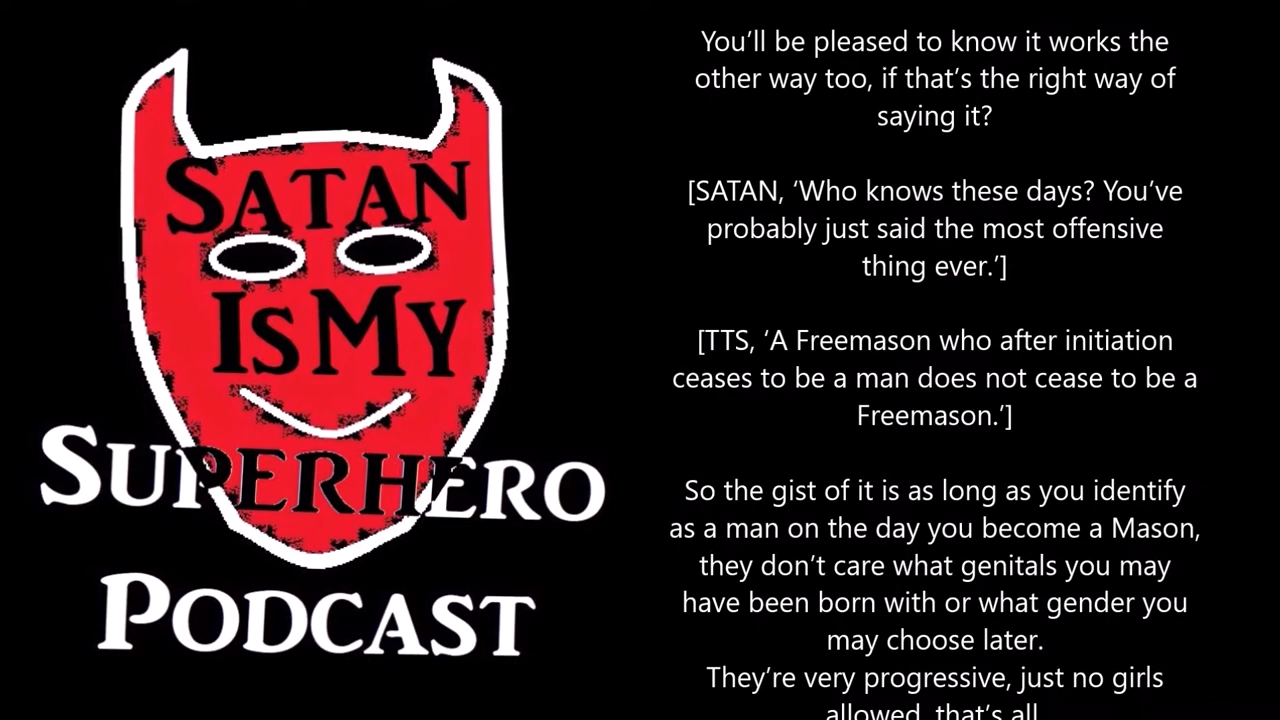 SATAN
IS MY
SUPERHERO
PODCAST
You’ll be pleased to know it works the
other way too, if that’s the right way of
saying it?
[SATAN, ‘Who knows these days? You’ve
probably just said the most offensive
thing ever.’]
[TTS, ‘A Freemason who after initiation
ceases to be a man does not cease to be a
Freemason.’]
So the gist of it is as long as you identify
as a man on the day you become a Mason,
they don’t care what genitals you may
have been born with or what gender you
may choose later.
They’re very progressive, just no girls
allowed, that’s all